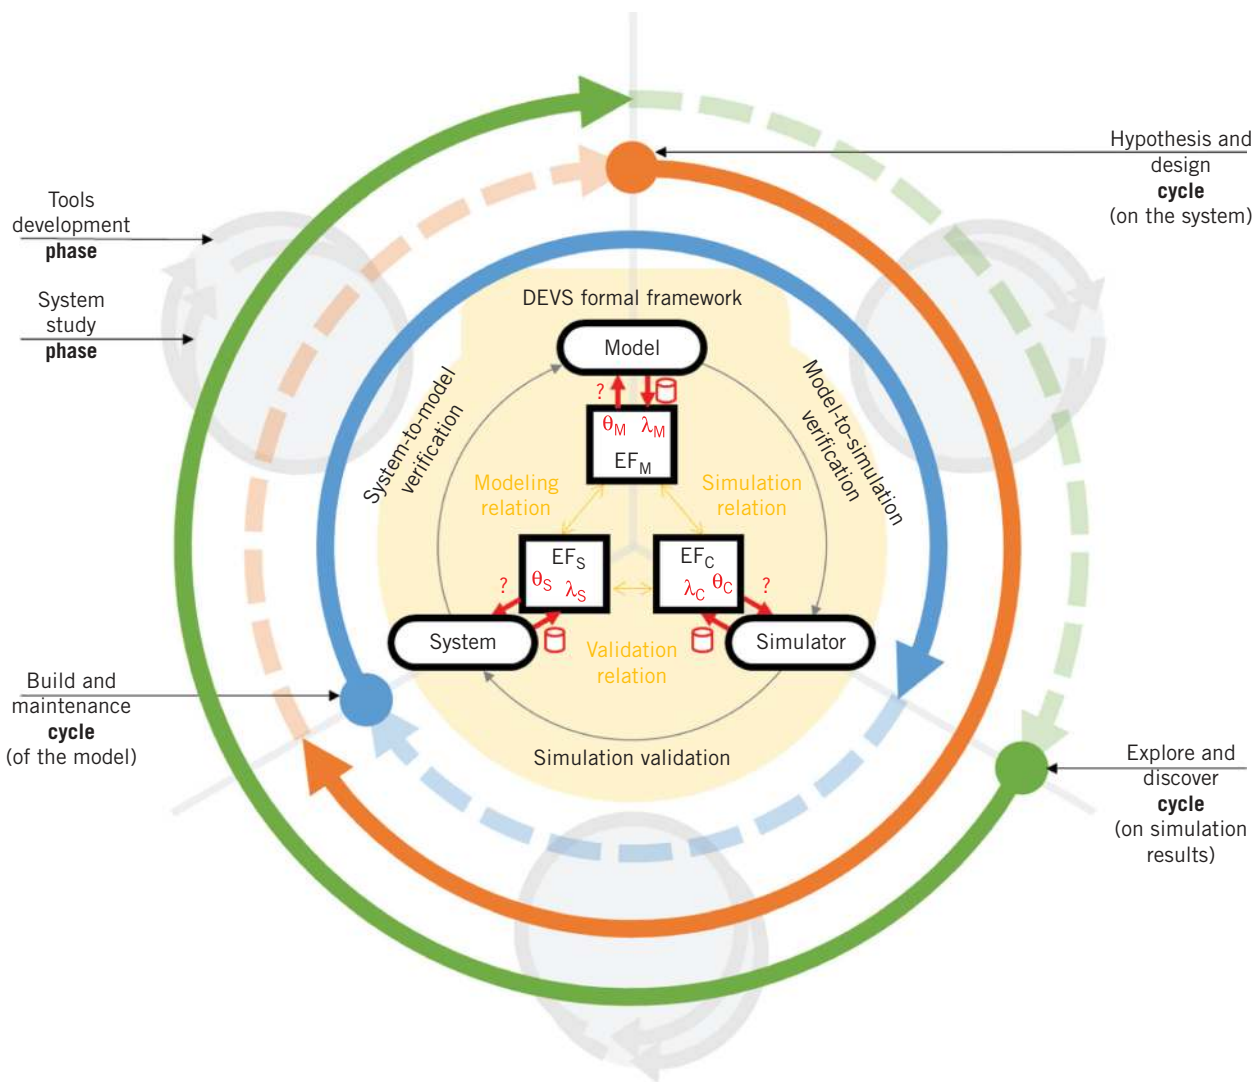 Hypothesis and
design
cycle
(on the system)
Tools
development
phase
System
study
phase
DEVS formal framework
Model
?
θM λM
EFM
System-to-model
verification
Model-to-simulation
verification
Modeling
relation
Simulation
relation
EFS
θS λS
?
EFC
λC θC
?
System
Simulator
Validation
relation
Simulation validation
Build and
maintenance
cycle
(of the model)
Explore and
discover
cycle
(on simulation
results)